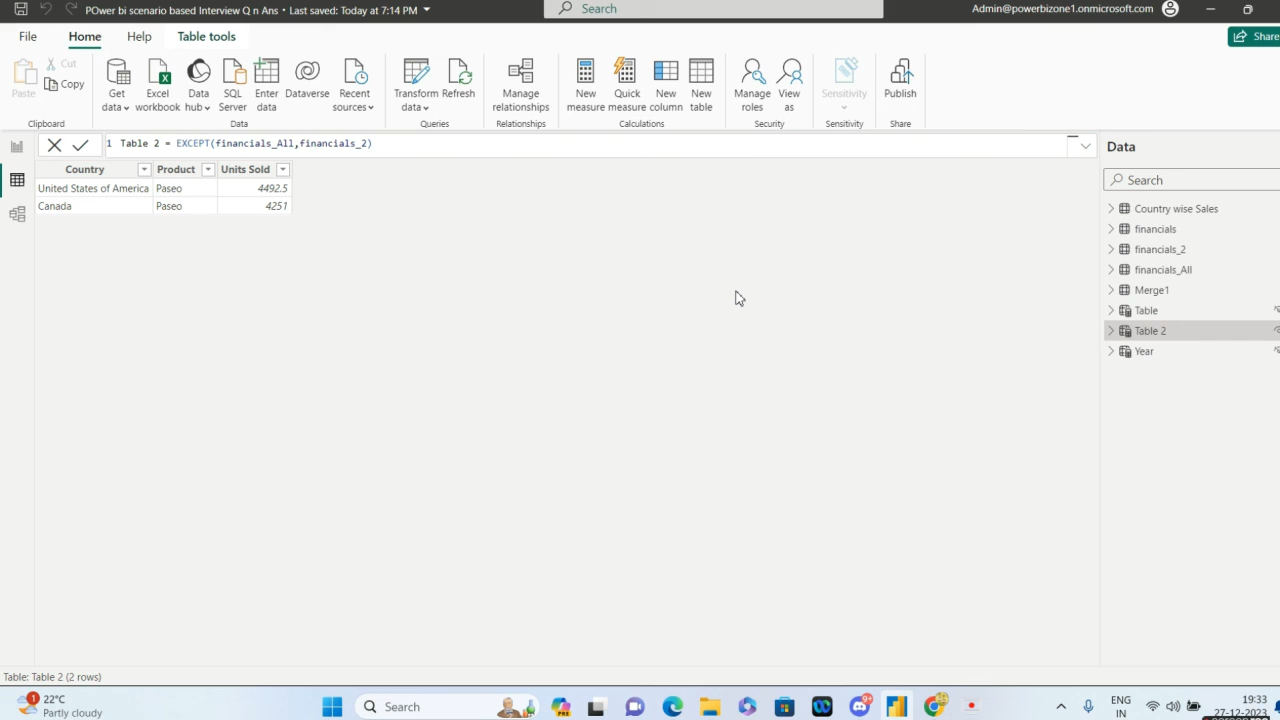 POwer bi scenario based Interview Q n Ans • Last saved: Today at 7:14 PM
Search
Admin@powerbizone1.onmicrosoft.com
File Home Help Table tools
Share
Paste
Cut
Copy
Get data
Excel workbook
Data hub
SQL Server
Enter data
Dataverse
Recent sources
Transform data
Refresh
Manage relationships
New measure
Quick measure
New column
New table
Manage roles
View as
Sensitivity
Publish
Clipboard Data Queries Relationships Calculations Security Sensitivity Share
1 Table 2 = EXCEPT(financials_All,financials_2)
Country Product Units Sold
United States of America Paseo 4492.5
Canada Paseo 4251
Data
Search
Country wise Sales
financials
financials_2
financials_All
Merge1
Table
Table 2
Year
Table: Table 2 (2 rows)
1
22°C
Partly cloudy
Search
PRE
ENG
IN
19:33
27-12-2023